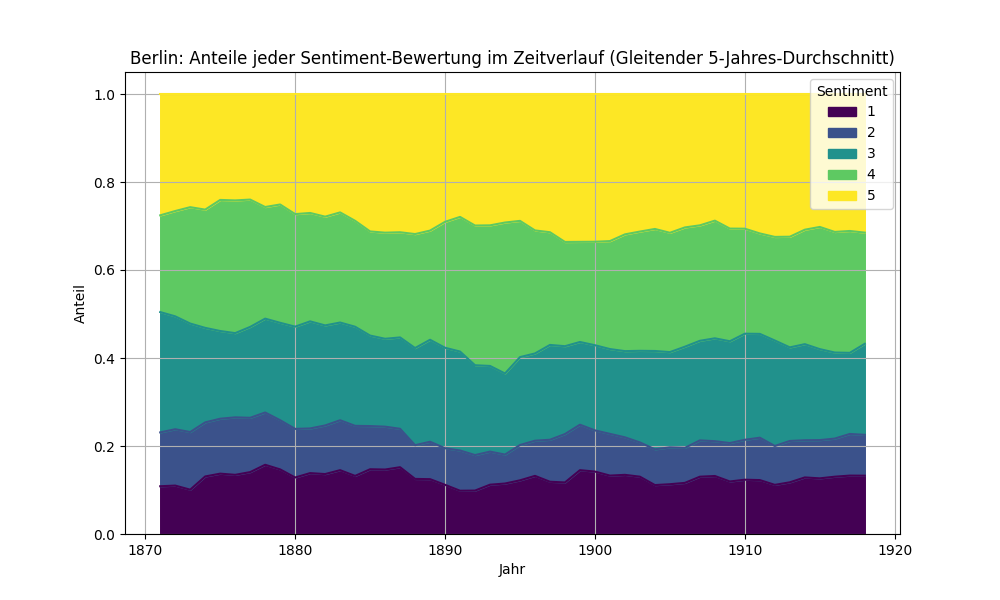 Berlin: Anteile jeder Sentiment-Bewertung im Zeitverlauf (Gleitender 5-Jahres-Durchschnitt)
Sentiment
1
2
3
4
5
1.0
0.8
0.6
0.4
0.2
0.0
Anteil
1870 1880 1890 1900 1910 1920
Jahr